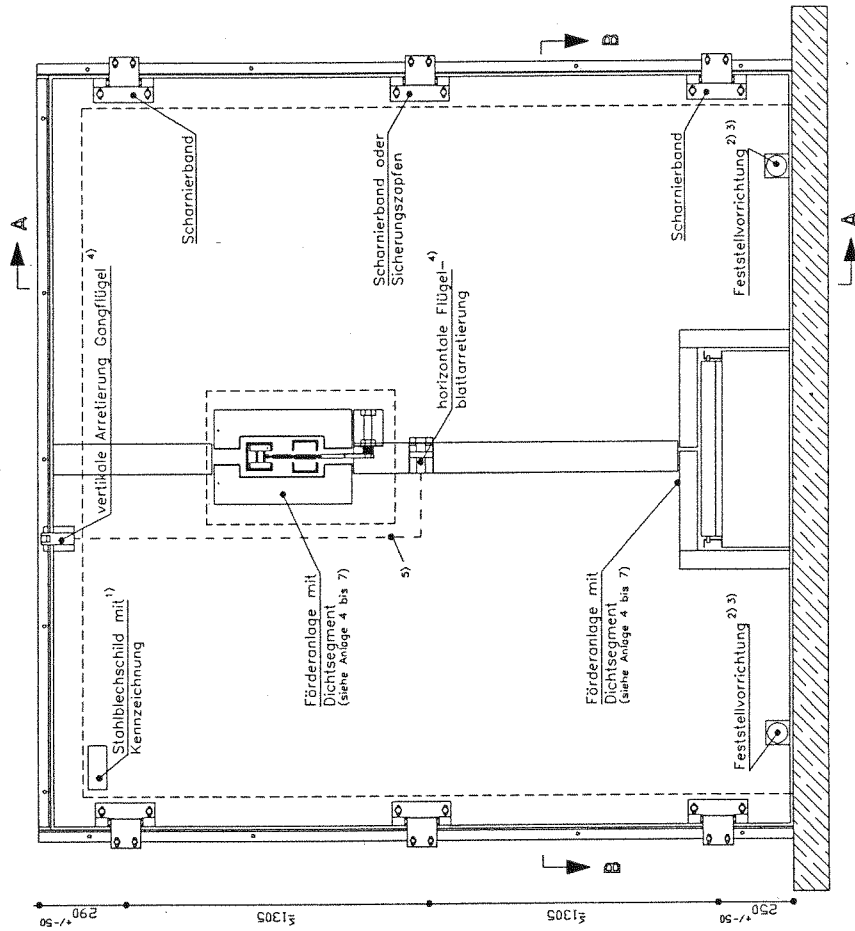 A
B
Scharnierband
Scharnierband oder
Sicherungszapfen
Scharnierband
Feststellvorrichtung 2) 3)
vertikale Arretierung Gangflügel 4)
horizontale Flügel- 4)
blattarretierung
5)
Stahlblechschild mit 1)
Kennzeichnung
Förderanlage mit
Dichtsegment
(siehe Anlage 4 bis 7)
Förderanlage mit
Dichtsegment
(siehe Anlage 4 bis 7)
Feststellvorrichtung 2) 3)
A
B
290
+/-50
≤1305
≤1305
250
+/-50